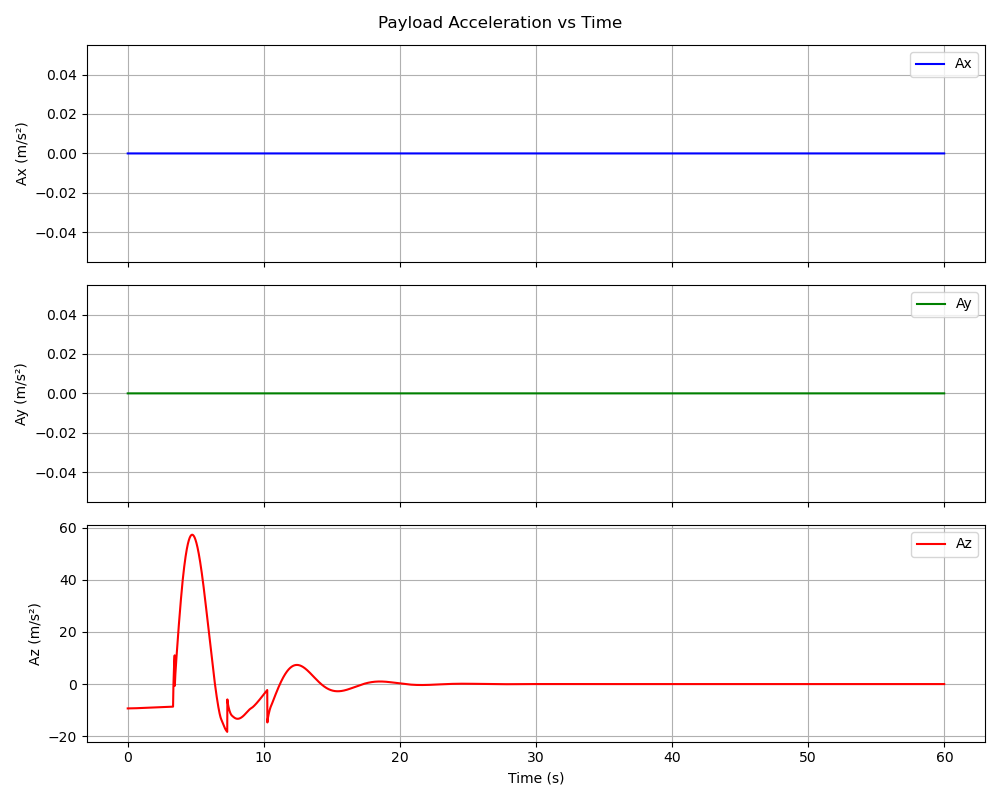 Payload Acceleration vs Time
Ax (m/s²)
0.04
0.02
0.00
−0.02
−0.04
Ax
Ay (m/s²)
0.04
0.02
0.00
−0.02
−0.04
Ay
Az (m/s²)
60
40
20
0
−20
Az
0 10 20 30 40 50 60
Time (s)